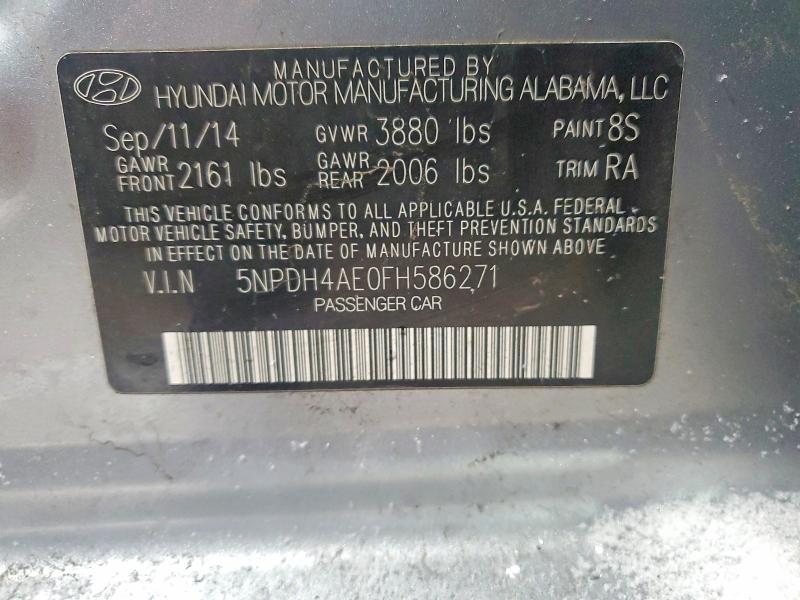 MANUFACTURED BY
HYUNDAI MOTOR MANUFACTURING ALABAMA, LLC
Sep/11/14 GVWR 3880 lbs PAINT 8S
GAWR FRONT 2161 lbs GAWR REAR 2006 lbs TRIM RA
THIS VEHICLE CONFORMS TO ALL APPLICABLE U.S.A. FEDERAL
MOTOR VEHICLE SAFETY, BUMPER, AND THEFT PREVENTION STANDARDS
IN EFFECT ON THE DATE OF MANUFACTURE SHOWN ABOVE
V.I.N 5NPDH4AE0FH586271
PASSENGER CAR